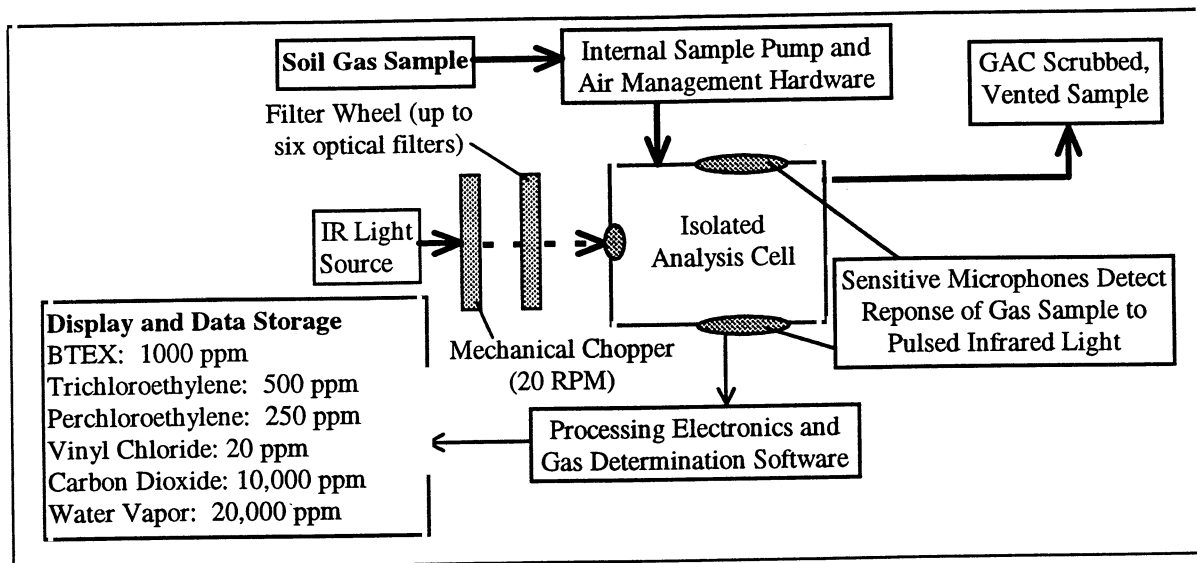 Soil Gas Sample
Internal Sample Pump and
Air Management Hardware
GAC Scrubbed,
Vented Sample
Filter Wheel (up to
six optical filters)
IR Light
Source
Isolated
Analysis Cell
Sensitive Microphones Detect
Reponse of Gas Sample to
Pulsed Infrared Light
Mechanical Chopper
(20 RPM)
Display and Data Storage
BTEX: 1000 ppm
Trichloroethylene: 500 ppm
Perchloroethylene: 250 ppm
Vinyl Chloride: 20 ppm
Carbon Dioxide: 10,000 ppm
Water Vapor: 20,000 ppm
Processing Electronics and
Gas Determination Software